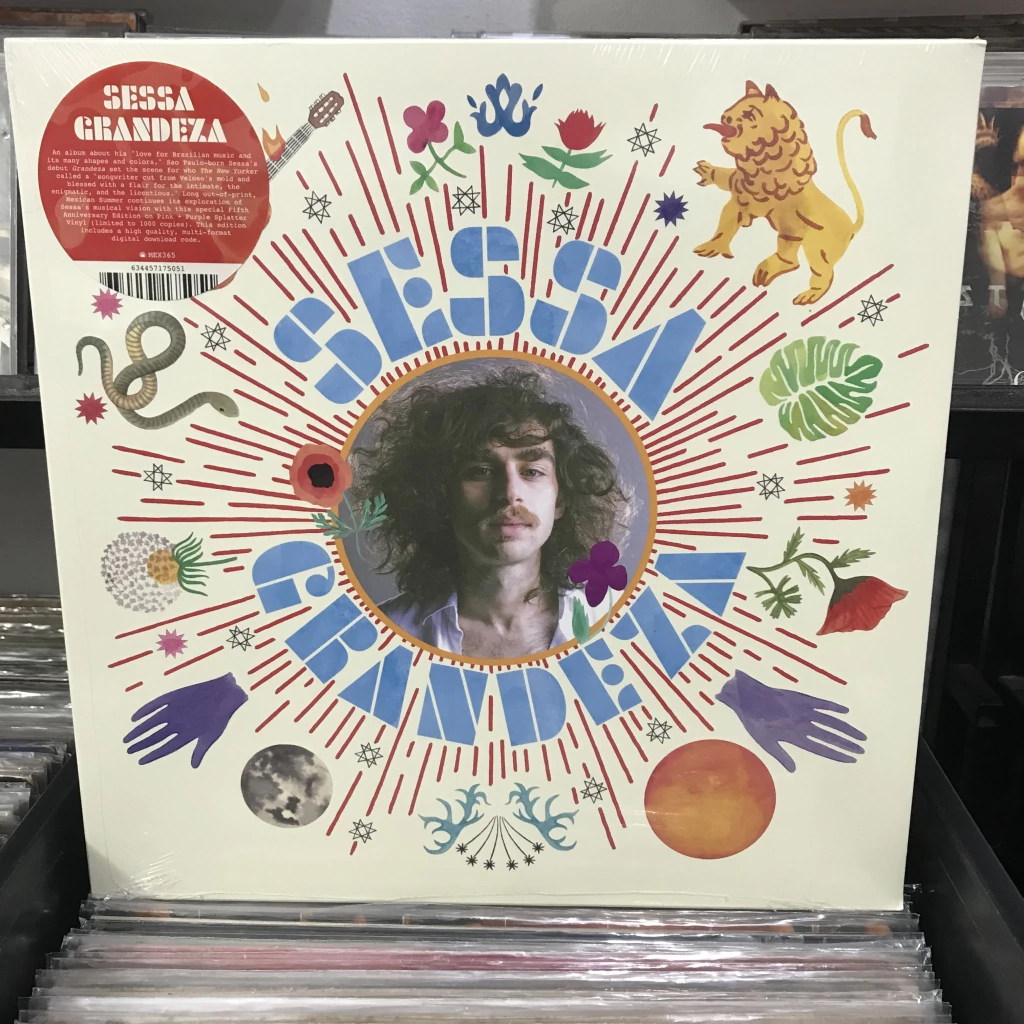 SESSA
GRANDEZA
An album about his "love for Brazilian music and
its many shapes and colors," Sao Paulo-born Sessa's
debut Grandeza set the scene for who The New Yorker
called a "songwriter cut from Veloso's mold and
blessed with a flair for the intimate, the
enigmatic, and the licentious." Long out-of-print,
Mexican Summer continues its exploration of
Sessa's musical vision with this special Fifth
Anniversary Edition on Pink + Purple Splatter
Vinyl (limited to 1000 copies). This edition
includes a high quality, multi-format
digital download code.
MEX365
634457175051
SESSA
GRANDEZA